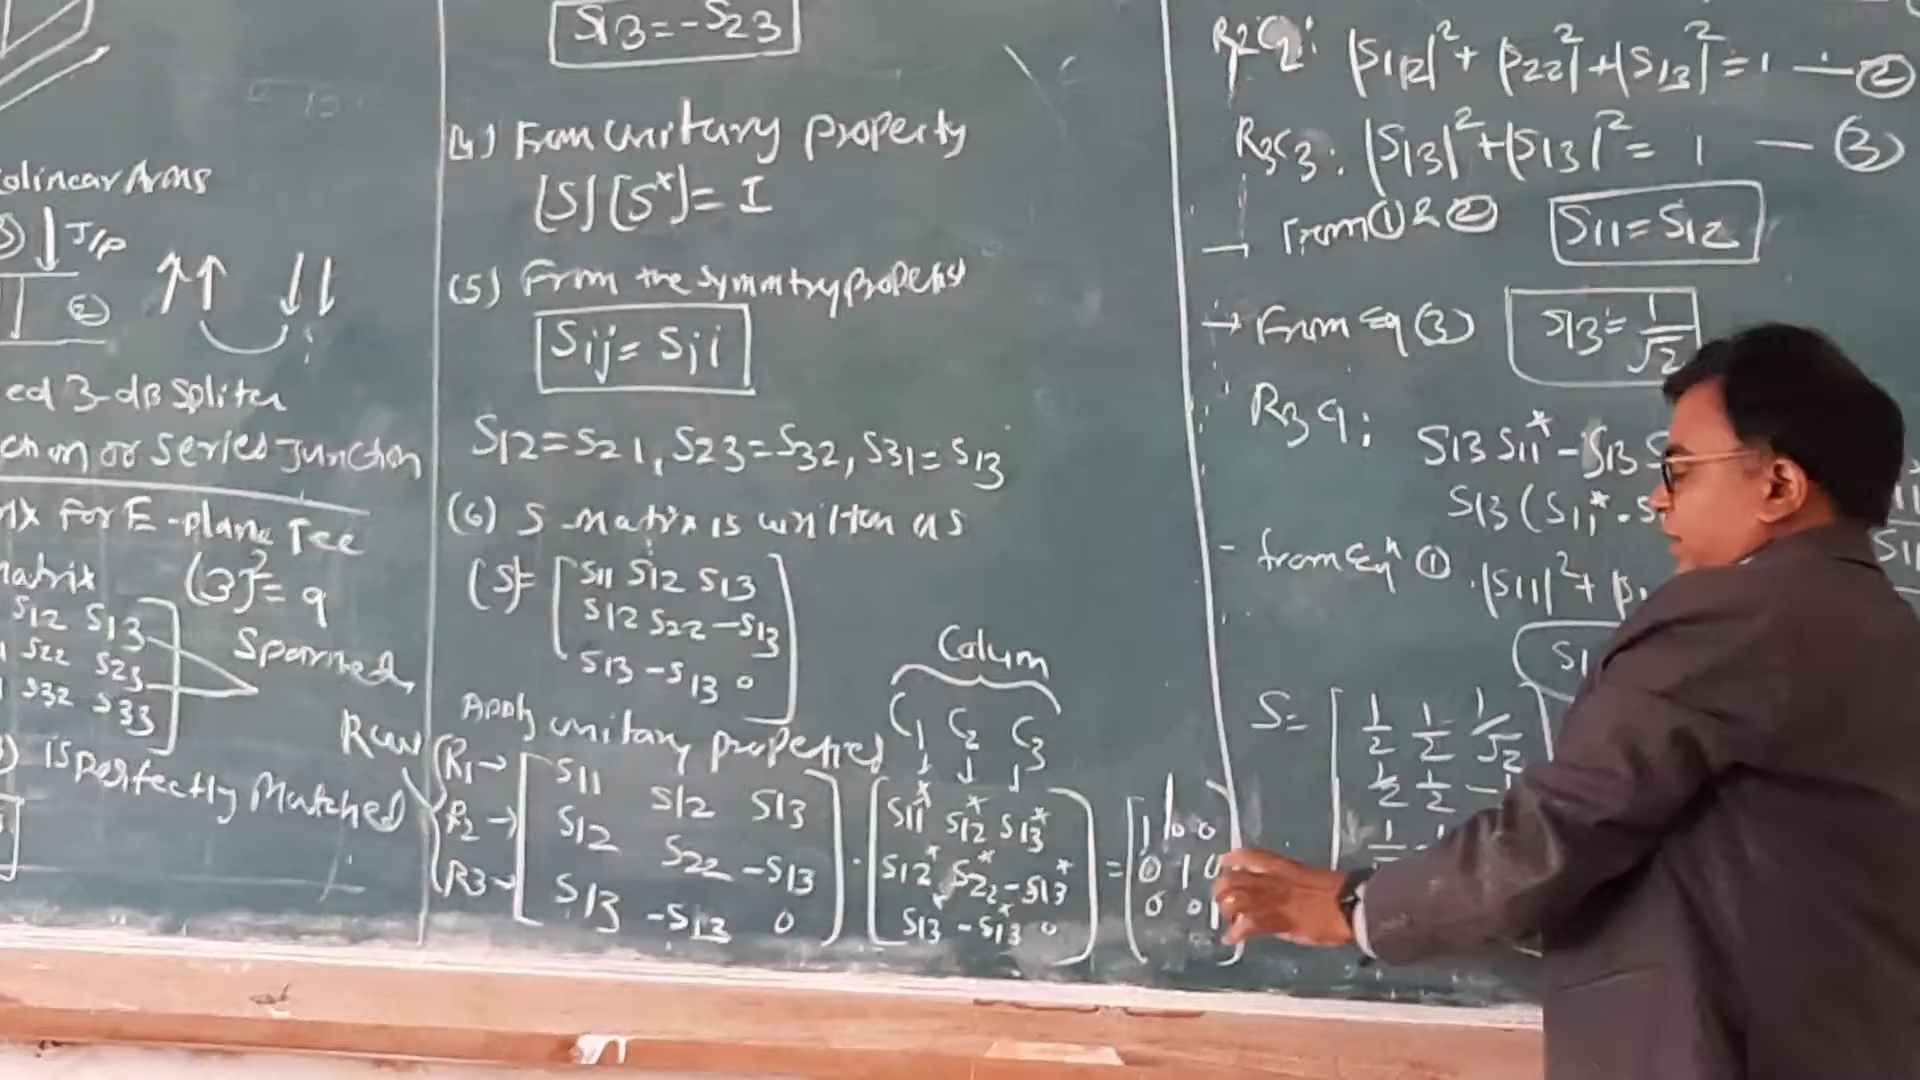 olinear Arms
I/p
2
ed 3-dB Spliter
or Series Junction
ix for E-plane Tee
matrix (3)²= 9
S12 S13
S22 S23
S32 S33
is perfectly Matched
S13=-S23
(4) From unitary property
[S][S*]= I
(5) From the Symmtry Property
Sij= Sji
S12=S21, S23=S32, S31=S13
(6) S-matrix is written as
[S]= [S11 S12 S13
S12 S22 -S13
S13 -S13 0]
Apply unitary properties
Colum
C1 C2 C3
Row
R1→ S11 S12 S13
R2→ S12 S22 -S13
R3→ S13 -S13 0
S11* S12* S13*
S12* S22* -S13*
S13* -S13* 0
= 1 0 0
0 1 0
0 0 1
|S12|²+ |S22|²+|S13|²=1 — 2
R3C3: |S13|²+|S13|²= 1 — (3)
→ From 1 & 2 S11=S12
→ From Eq (3) S13= 1/√2
R3C1: S13 S11* - S13
S13 (S11* -
- from Eqn 1 |S11|²+
S= 1/2 1/2 1/√2
1/2 1/2 -